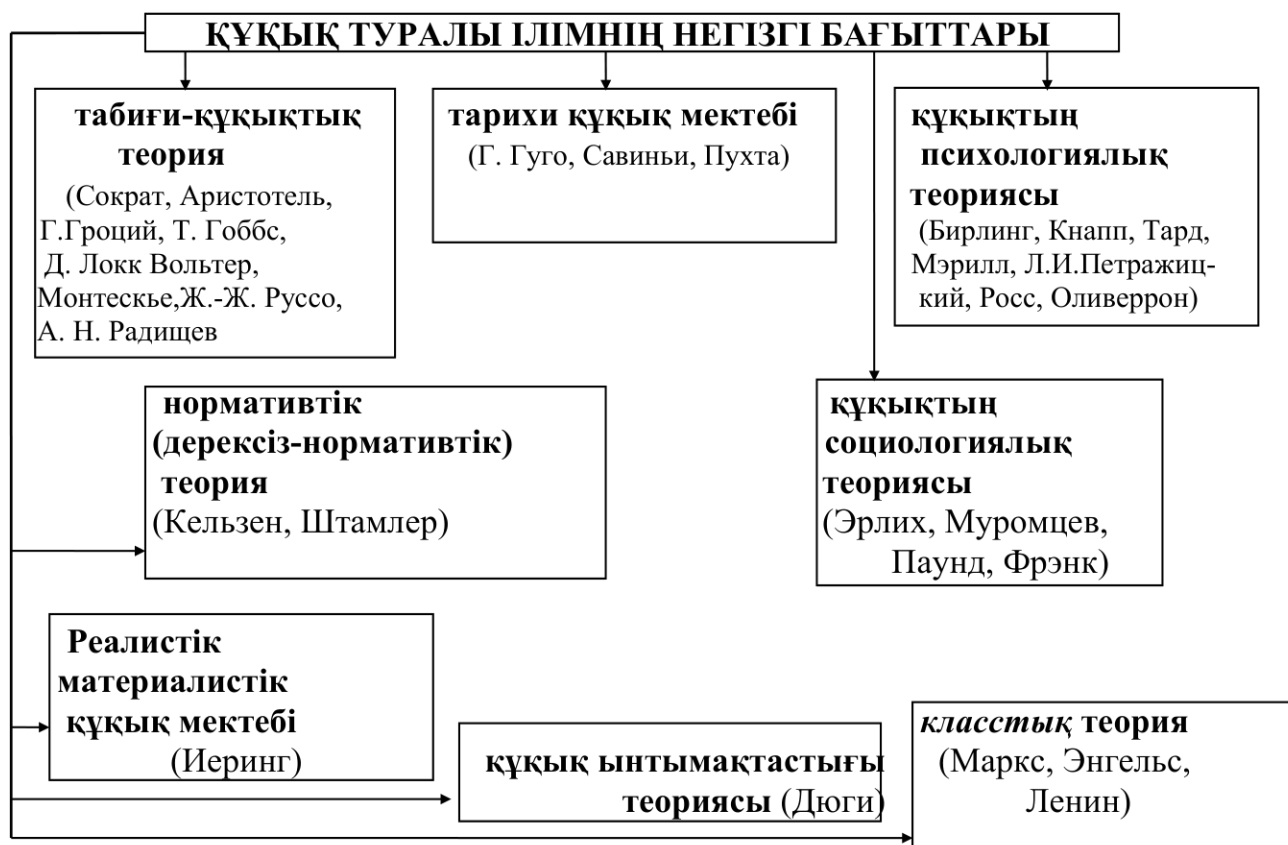 ҚҰҚЫҚ ТУРАЛЫ ІЛІМНІҢ НЕГІЗГІ БАҒЫТТАРЫ
табиғи-құқықтық
теория
(Сократ, Аристотель,
Г.Гроций, Т. Гоббс,
Д. Локк Вольтер,
Монтескье,Ж.-Ж. Руссо,
А. Н. Радищев
тарихи құқық мектебі
(Г. Гуго, Савиньи, Пухта)
құқықтың
психологиялық
теориясы
(Бирлинг, Кнапп, Тард,
Мэрилл, Л.И.Петражиц-
кий, Росс, Оливеррон)
нормативтік
(дерексіз-нормативтік)
теория
(Кельзен, Штамлер)
құқықтың
социологиялық
теориясы
(Эрлих, Муромцев,
Паунд, Фрэнк)
Реалистік
материалистік
құқық мектебі
(Иеринг)
құқық ынтымақтастығы
теориясы (Дюги)
класстық теория
(Маркс, Энгельс,
Ленин)